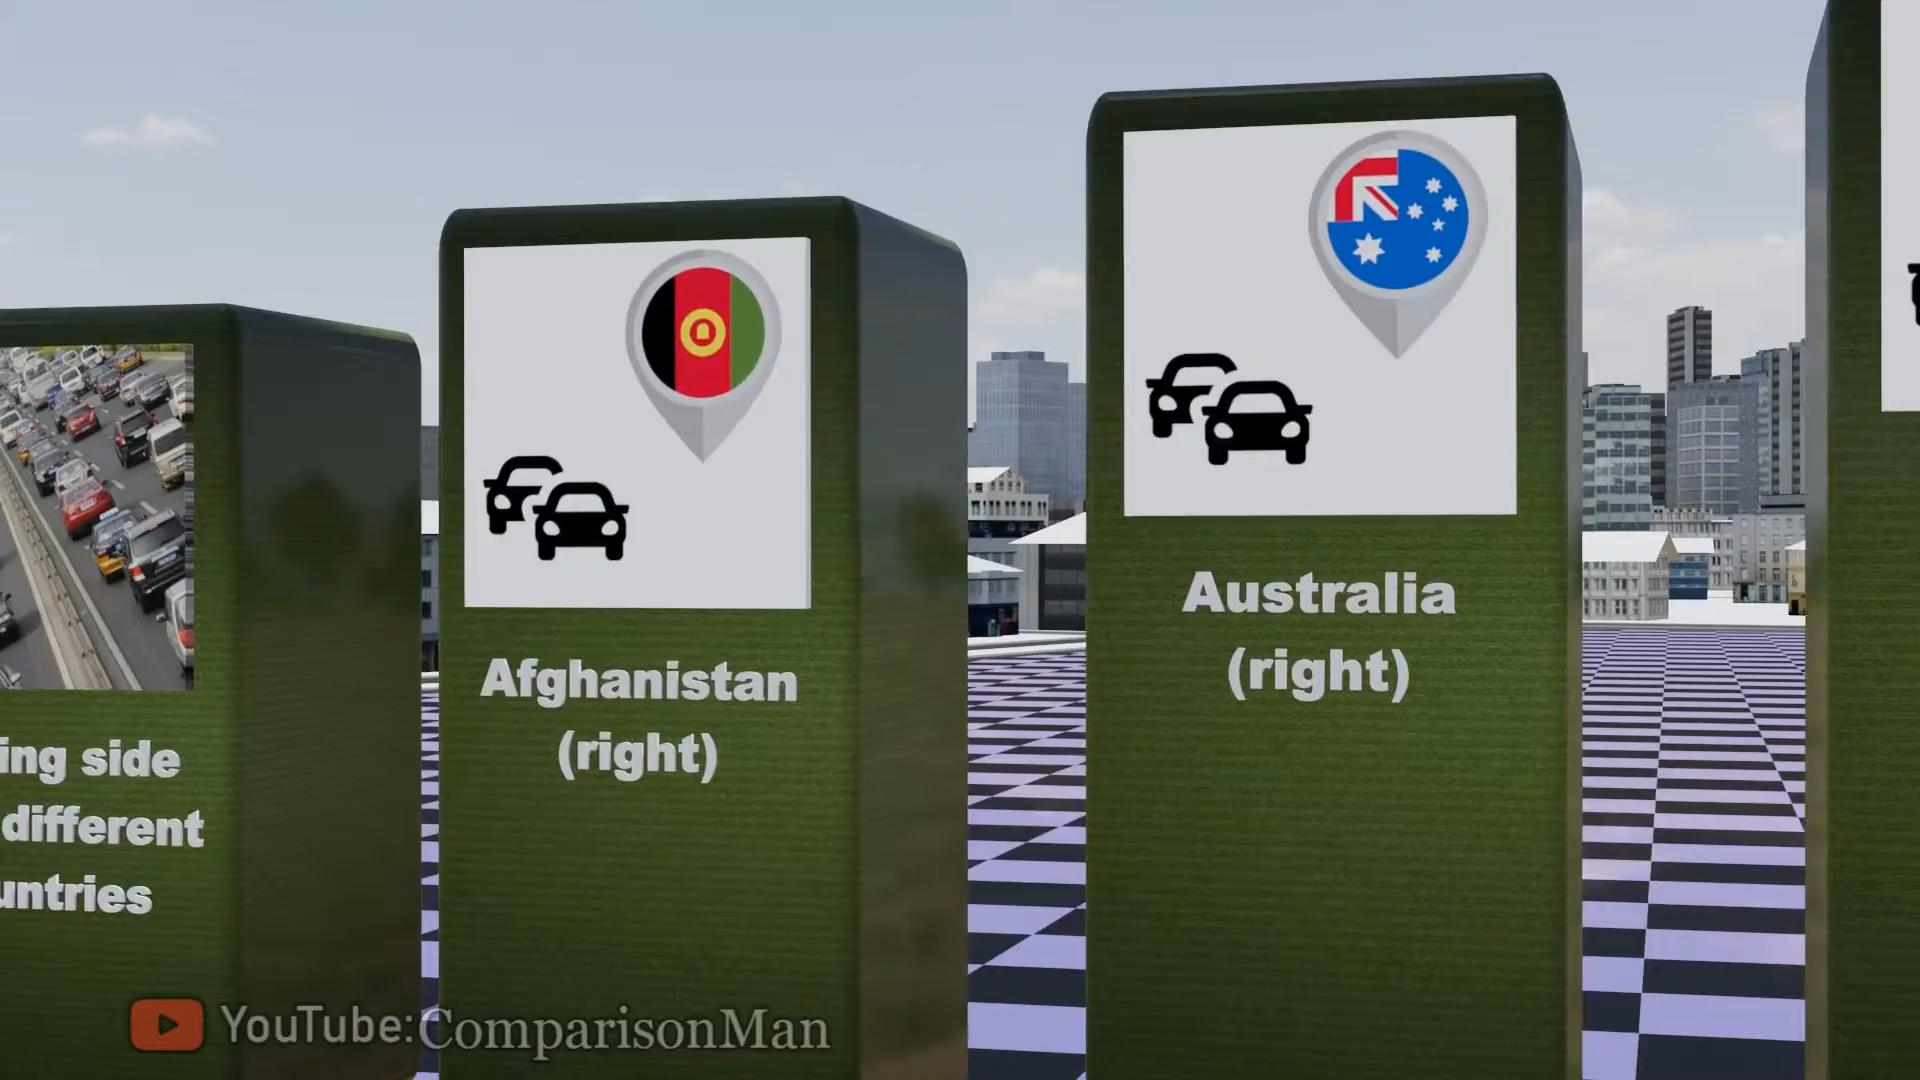 ing side
different
untries
Afghanistan
(right)
Australia
(right)
YouTube:ComparisonMan